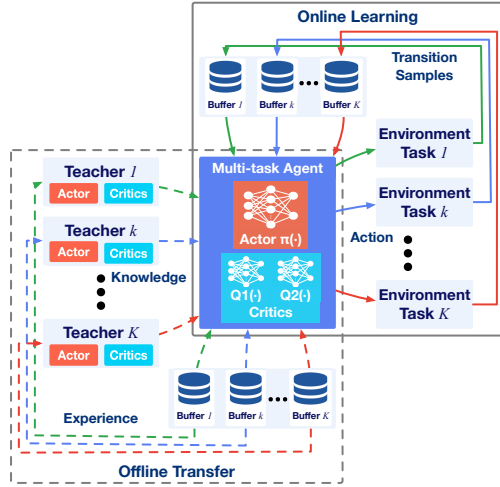 Online Learning
Transition
Samples
Buffer 1
Buffer k
Buffer K
Environment
Task 1
Environment
Task k
Environment
Task K
Action
Multi-task Agent
Actor π(·)
Q1(·)
Q2(·)
Critics
Teacher 1
Actor
Critics
Teacher k
Actor
Critics
Knowledge
Teacher K
Actor
Critics
Buffer 1
Buffer k
Buffer K
Experience
Offline Transfer